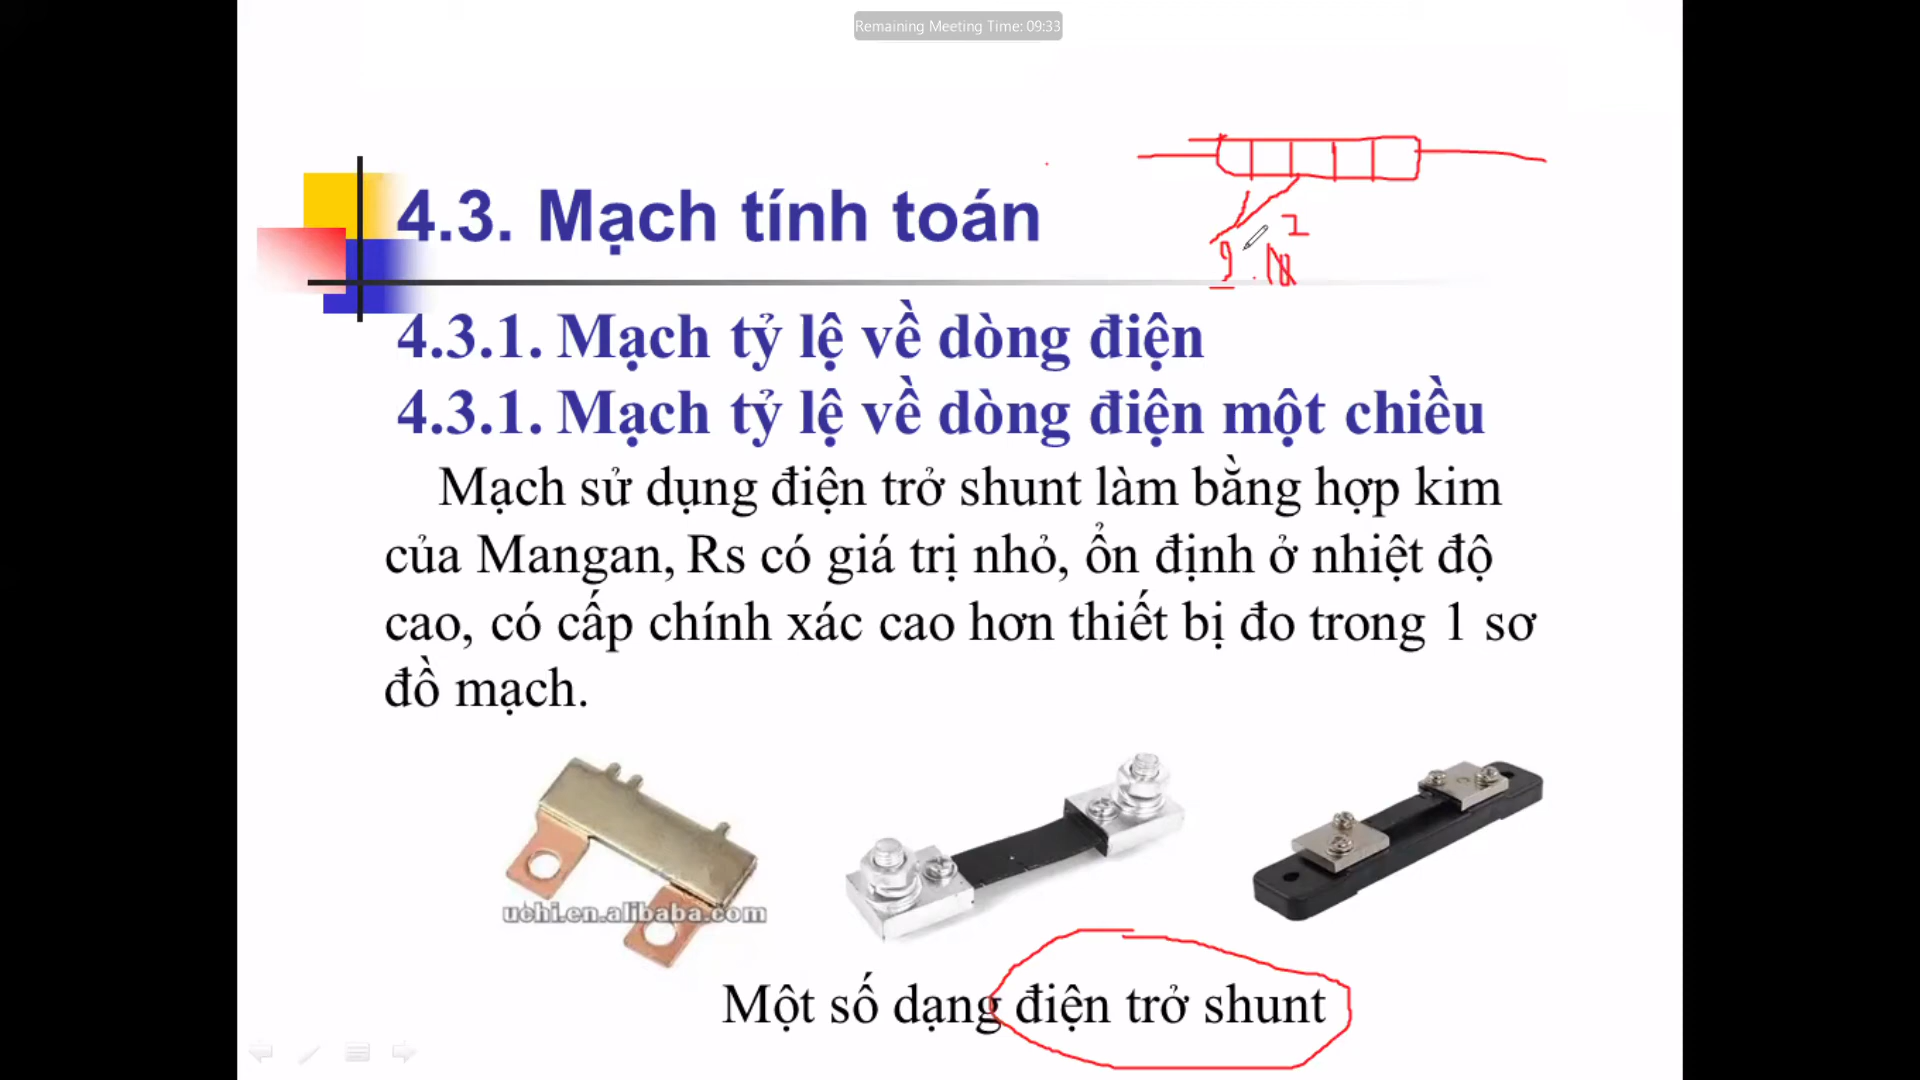 Remaining Meeting Time: 09:33
4.3. Mạch tính toán
4.3.1. Mạch tỷ lệ về dòng điện
4.3.1. Mạch tỷ lệ về dòng điện một chiều
Mạch sử dụng điện trở shunt làm bằng hợp kim
của Mangan, Rs có giá trị nhỏ, ổn định ở nhiệt độ
cao, có cấp chính xác cao hơn thiết bị đo trong 1 sơ
đồ mạch.
uchi.en.alibaba.com
Một số dạng điện trở shunt